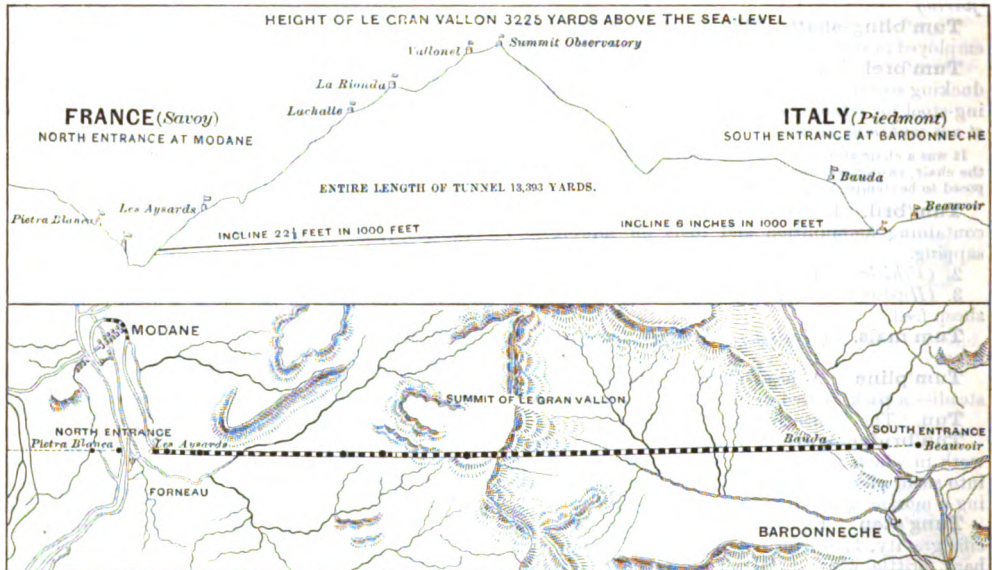 HEIGHT OF LE GRAN VALLON 3225 YARDS ABOVE THE SEA-LEVEL
Vallonel
Summit Observatory
La Rionda
Lachalle
FRANCE (Savoy)
NORTH ENTRANCE AT MODANE
ITALY (Piedmont)
SOUTH ENTRANCE AT BARDONNECHE
Bauda
ENTIRE LENGTH OF TUNNEL 13,393 YARDS.
Pietra Blanca
Les Aysards
Beauvoir
INCLINE 22¼ FEET IN 1000 FEET
INCLINE 6 INCHES IN 1000 FEET
MODANE
SUMMIT OF LE GRAN VALLON
NORTH ENTRANCE
SOUTH ENTRANCE
Pietra Blanca
Les Aysards
Bauda
Beauvoir
FORNEAU
BARDONNECHE